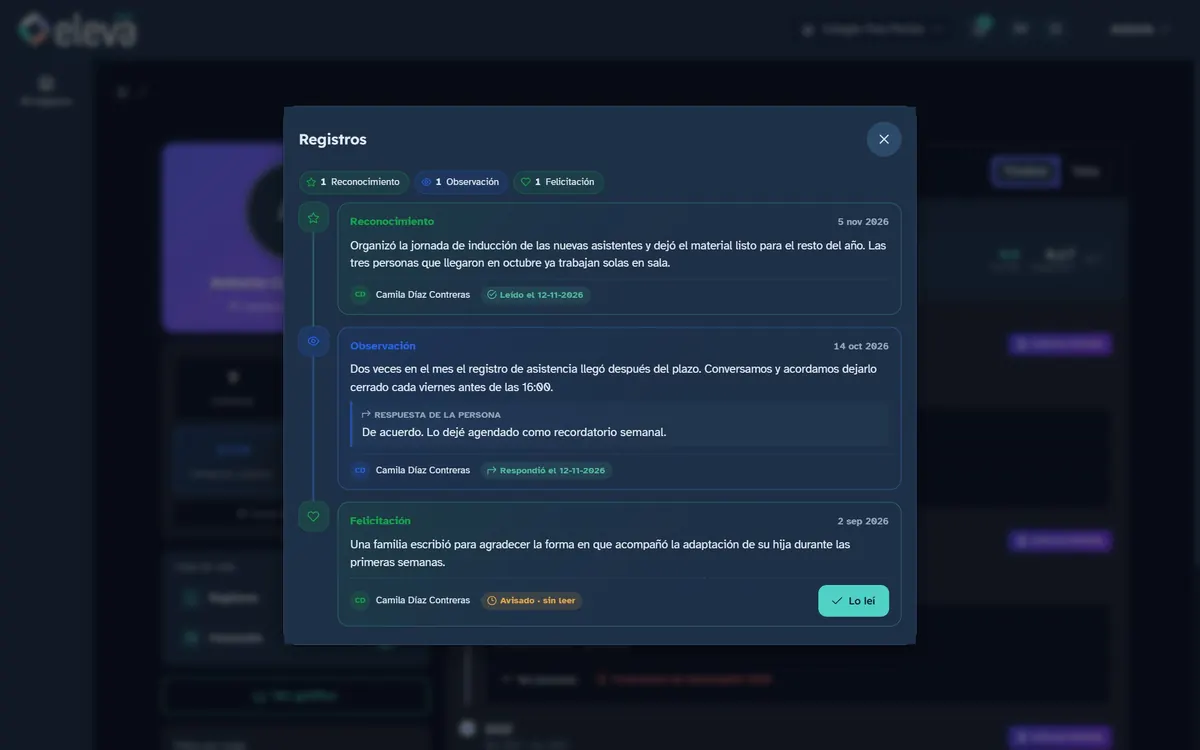 eleva
Registros
1 Reconocimiento
1 Observación
1 Felicitación
Reconocimiento
5 nov 2026
Organizó la jornada de inducción de las nuevas asistentes y dejó el material listo para el resto del año. Las
tres personas que llegaron en octubre ya trabajan solas en sala.
CD Camila Díaz Contreras
Leído el 12-11-2026
Observación
14 oct 2026
Dos veces en el mes el registro de asistencia llegó después del plazo. Conversamos y acordamos dejarlo
cerrado cada viernes antes de las 16:00.
RESPUESTA DE LA PERSONA
De acuerdo. Lo dejé agendado como recordatorio semanal.
CD Camila Díaz Contreras
Respondió el 12-11-2026
Felicitación
2 sep 2026
Una familia escribió para agradecer la forma en que acompañó la adaptación de su hija durante las
primeras semanas.
CD Camila Díaz Contreras
Avisado · sin leer
Lo leí